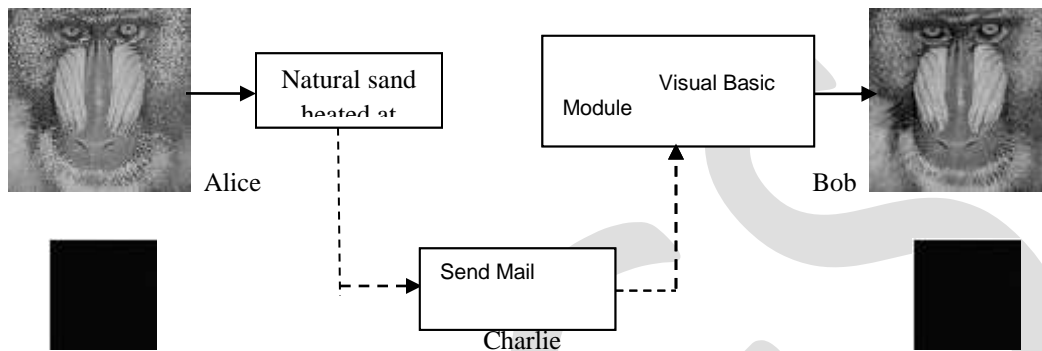 Natural sand
heated at
Visual Basic
Module
Alice
Bob
Send Mail
Charlie